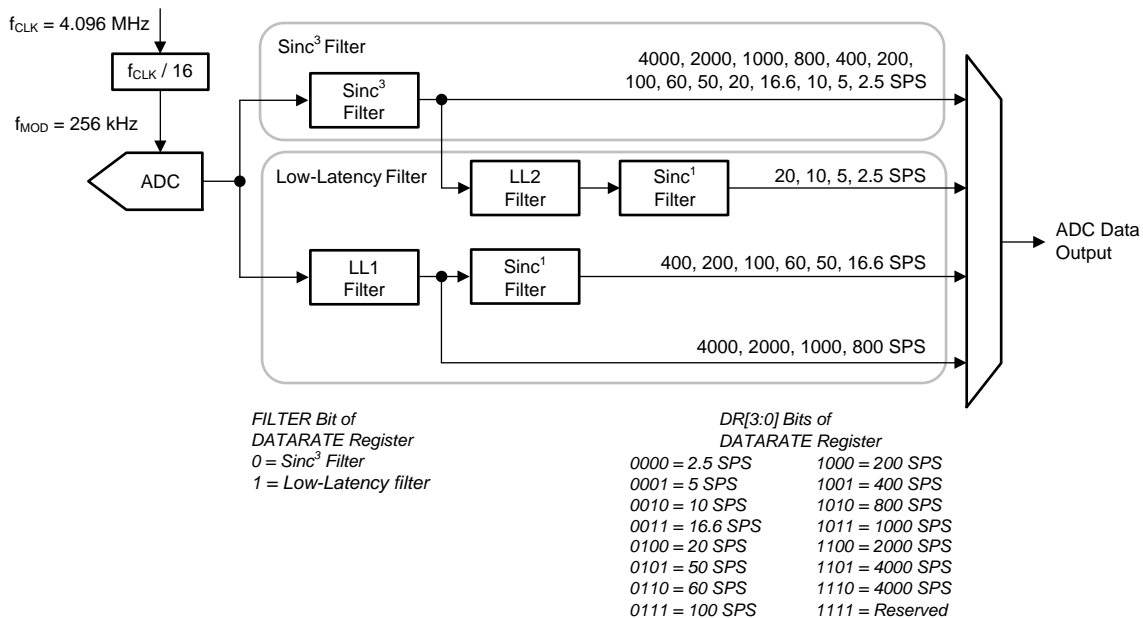 f_CLK = 4.096 MHz
f_CLK / 16
f_MOD = 256 kHz
ADC
Sinc³ Filter
Sinc³
Filter
4000, 2000, 1000, 800, 400, 200,
100, 60, 50, 20, 16.6, 10, 5, 2.5 SPS
Low-Latency Filter
LL2
Filter
Sinc¹
Filter
20, 10, 5, 2.5 SPS
LL1
Filter
Sinc¹
Filter
400, 200, 100, 60, 50, 16.6 SPS
4000, 2000, 1000, 800 SPS
ADC Data
Output
FILTER Bit of
DATARATE Register
0 = Sinc³ Filter
1 = Low-Latency filter
DR[3:0] Bits of
DATARATE Register
0000 = 2.5 SPS
0001 = 5 SPS
0010 = 10 SPS
0011 = 16.6 SPS
0100 = 20 SPS
0101 = 50 SPS
0110 = 60 SPS
0111 = 100 SPS
1000 = 200 SPS
1001 = 400 SPS
1010 = 800 SPS
1011 = 1000 SPS
1100 = 2000 SPS
1101 = 4000 SPS
1110 = 4000 SPS
1111 = Reserved